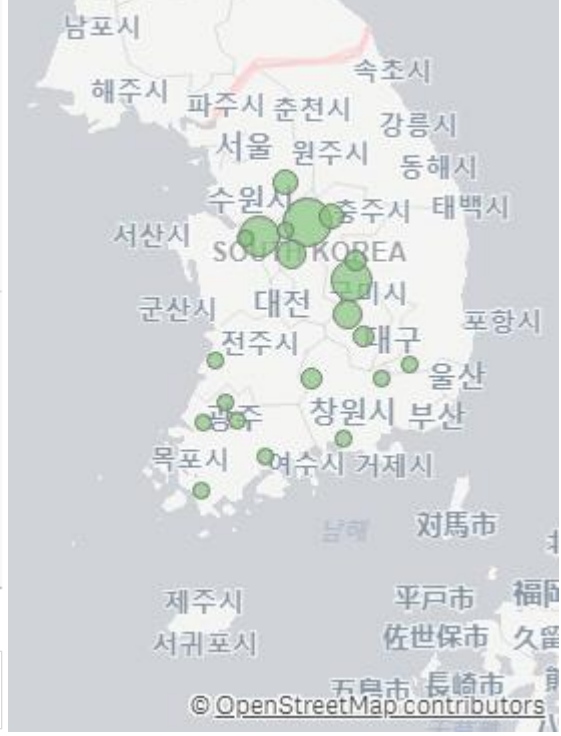 남포시
속초시
해주시
파주시 춘천시
강릉시
서울 원주시
동해시
수원시
충주시 태백시
서산시
SOUTH KOREA
구미시
대전
군산시
포항시
전주시 대구
울산
창원시 부산
광주
목포시 여수시 거제시
남해
対馬市
北
제주시
平戸市 福岡
서귀포시
佐世保市 久留
五島市 長崎市 熊
© OpenStreetMap contributors
八